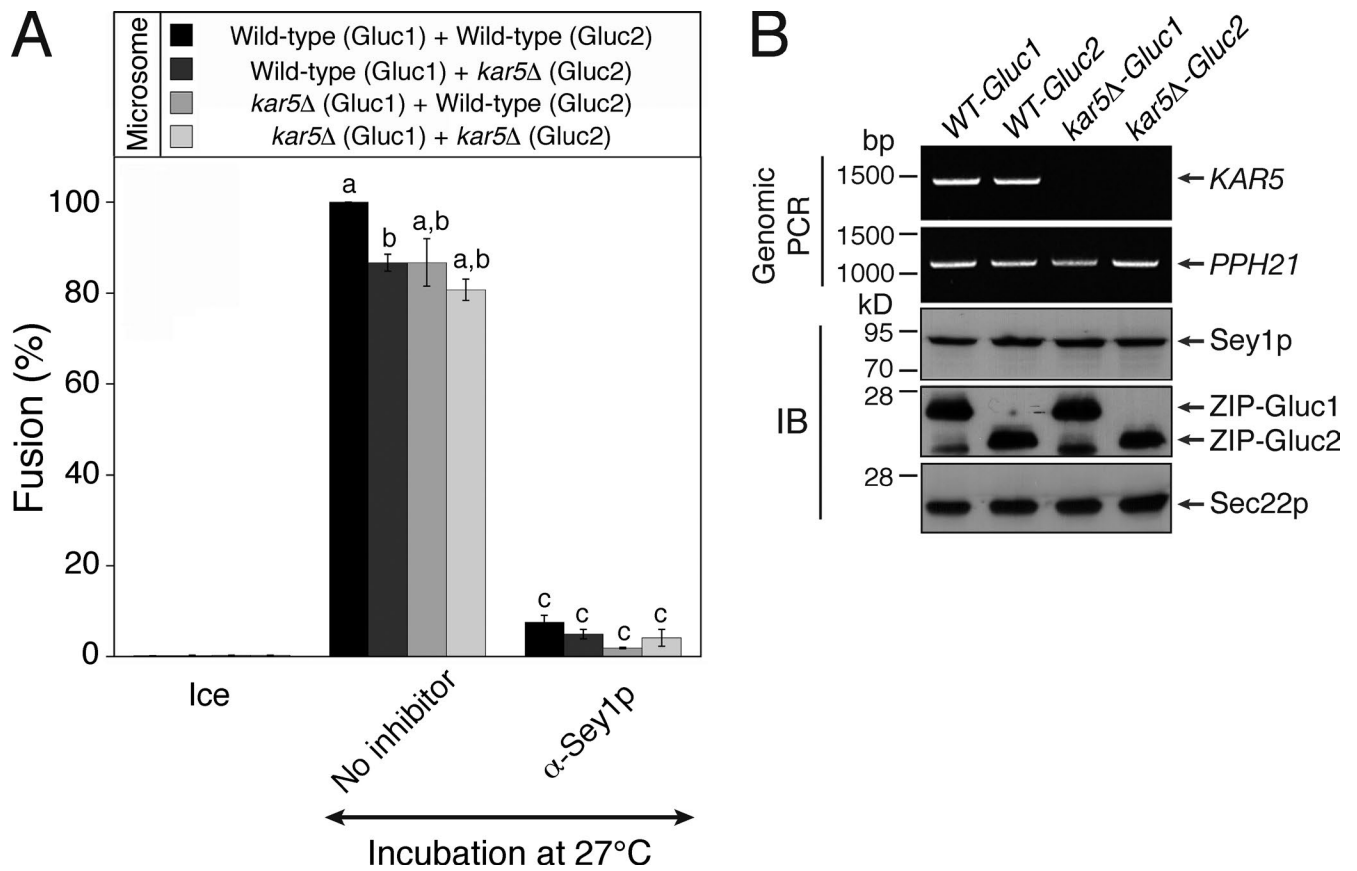 A
Microsome
Wild-type (Gluc1) + Wild-type (Gluc2)
Wild-type (Gluc1) + kar5Δ (Gluc2)
kar5Δ (Gluc1) + Wild-type (Gluc2)
kar5Δ (Gluc1) + kar5Δ (Gluc2)
Fusion (%)
100
80
60
40
20
0
a
b
a,b
a,b
c
c
c
c
Ice
No inhibitor
α-Sey1p
Incubation at 27°C
B
WT-Gluc1
WT-Gluc2
kar5Δ-Gluc1
kar5Δ-Gluc2
bp
Genomic
PCR
1500
KAR5
1500
1000
PPH21
kD
IB
95
70
Sey1p
28
ZIP-Gluc1
ZIP-Gluc2
28
Sec22p